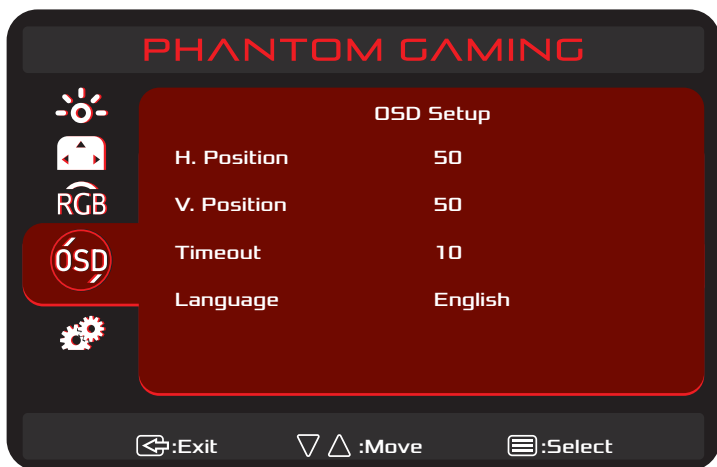 PHANTOM GAMING
OSD Setup
H. Position 50
RGB
V. Position 50
OSD
Timeout 10
Language English
:Exit :Move :Select